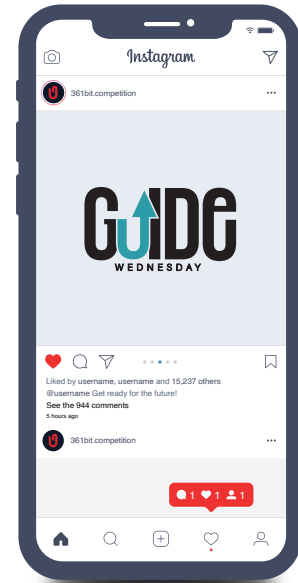 Instagram
361bit.competition
GUIDe
WEDNESDAY
Liked by username, username and 15,237 others
@username Get ready for the future!
See the 944 comments
5 hours ago
361bit.competition
1 1 1